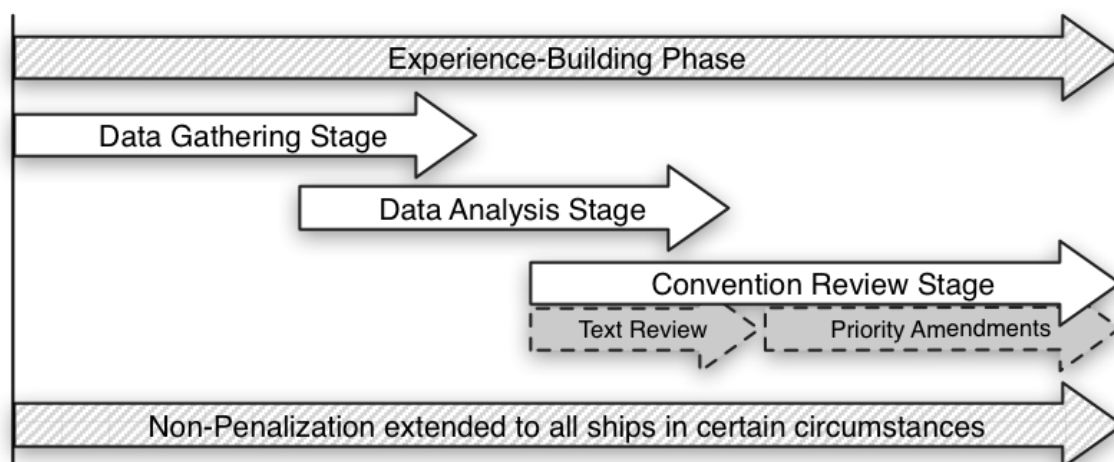 Experience-Building Phase
Data Gathering Stage
Data Analysis Stage
Convention Review Stage
Text Review
Priority Amendments
Non-Penalization extended to all ships in certain circumstances